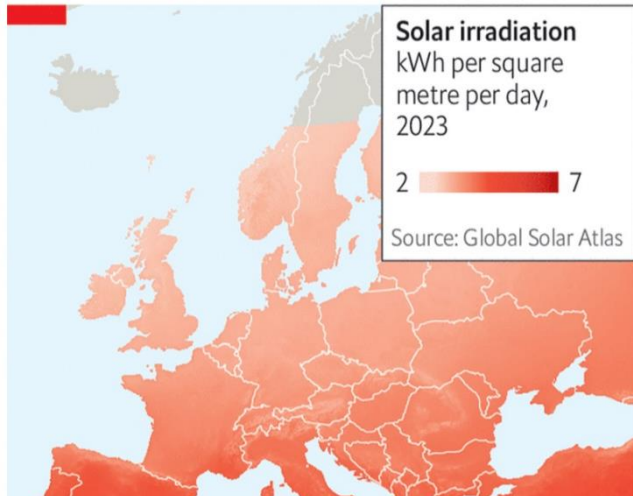 Solar irradiation
kWh per square
metre per day,
2023
2 7
Source: Global Solar Atlas